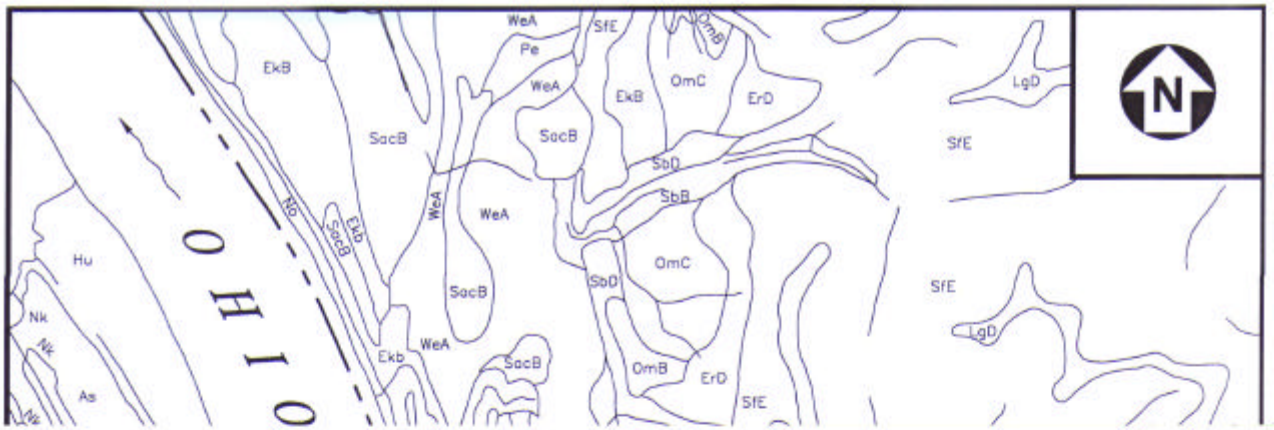 WeA
SfE
OmB
Pe
EkB
WeA
EkB
OmC
ErD
LgD
N
SacB
SacB
SfE
SbD
SbB
WeA
No
WeA
SacB
Ekb
Hu
OmC
SbD
SacB
SfE
Nk
Nk
WeA
Ekb
SacB
LgD
OmB
ErD
As
SfE
Nk
OHIO